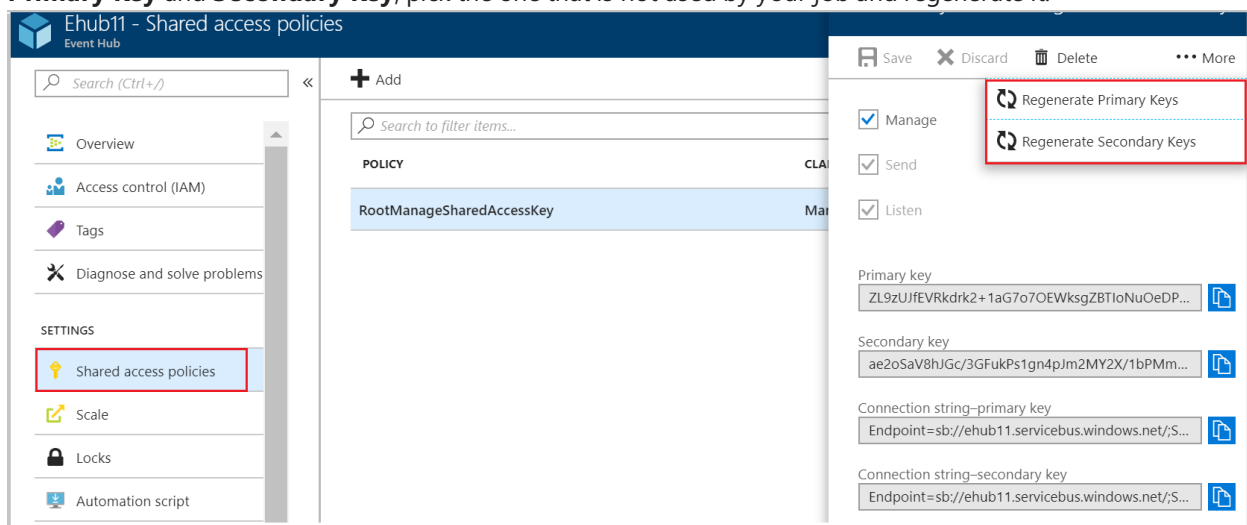 Primary Key and Secondary Key, pick the one that is not used by your job and regenerate it.
Ehub11 - Shared access policies
Event Hub
Search (Ctrl+/)
«
Overview
Access control (IAM)
Tags
Diagnose and solve problems
SETTINGS
Shared access policies
Scale
Locks
Automation script
Add
Search to filter items...
POLICY CLAI
RootManageSharedAccessKey Man
Save Discard Delete ••• More
Regenerate Primary Keys
Regenerate Secondary Keys
Manage
Send
Listen
Primary key
ZL9zUJfEVRkdrk2+1aG7o7OEWksgZBTIoNuOeDP...
Secondary key
ae2oSaV8hJGc/3GFukPs1gn4pJm2MY2X/1bPMm...
Connection string–primary key
Endpoint=sb://ehub11.servicebus.windows.net/;S...
Connection string–secondary key
Endpoint=sb://ehub11.servicebus.windows.net/;S...